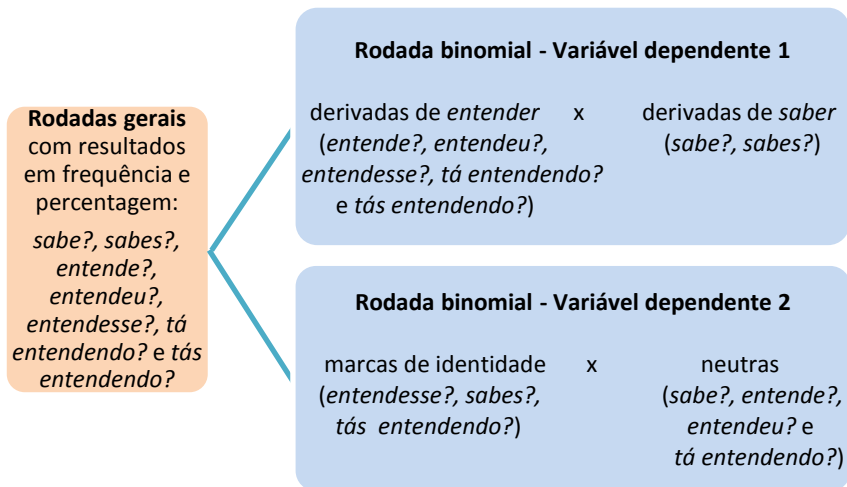 Rodadas gerais
com resultados
em frequência e
percentagem:
sabe?, sabes?,
entende?,
entendeu?,
entendesse?, tá
entendendo? e tás
entendendo?
Rodada binomial - Variável dependente 1
derivadas de entender x derivadas de saber
(entende?, entendeu?, (sabe?, sabes?)
entendesse?, tá entendendo?
e tás entendendo?)
Rodada binomial - Variável dependente 2
marcas de identidade x neutras
(entendesse?, sabes?, (sabe?, entende?,
tás entendendo?) entendeu? e
tá entendendo?)